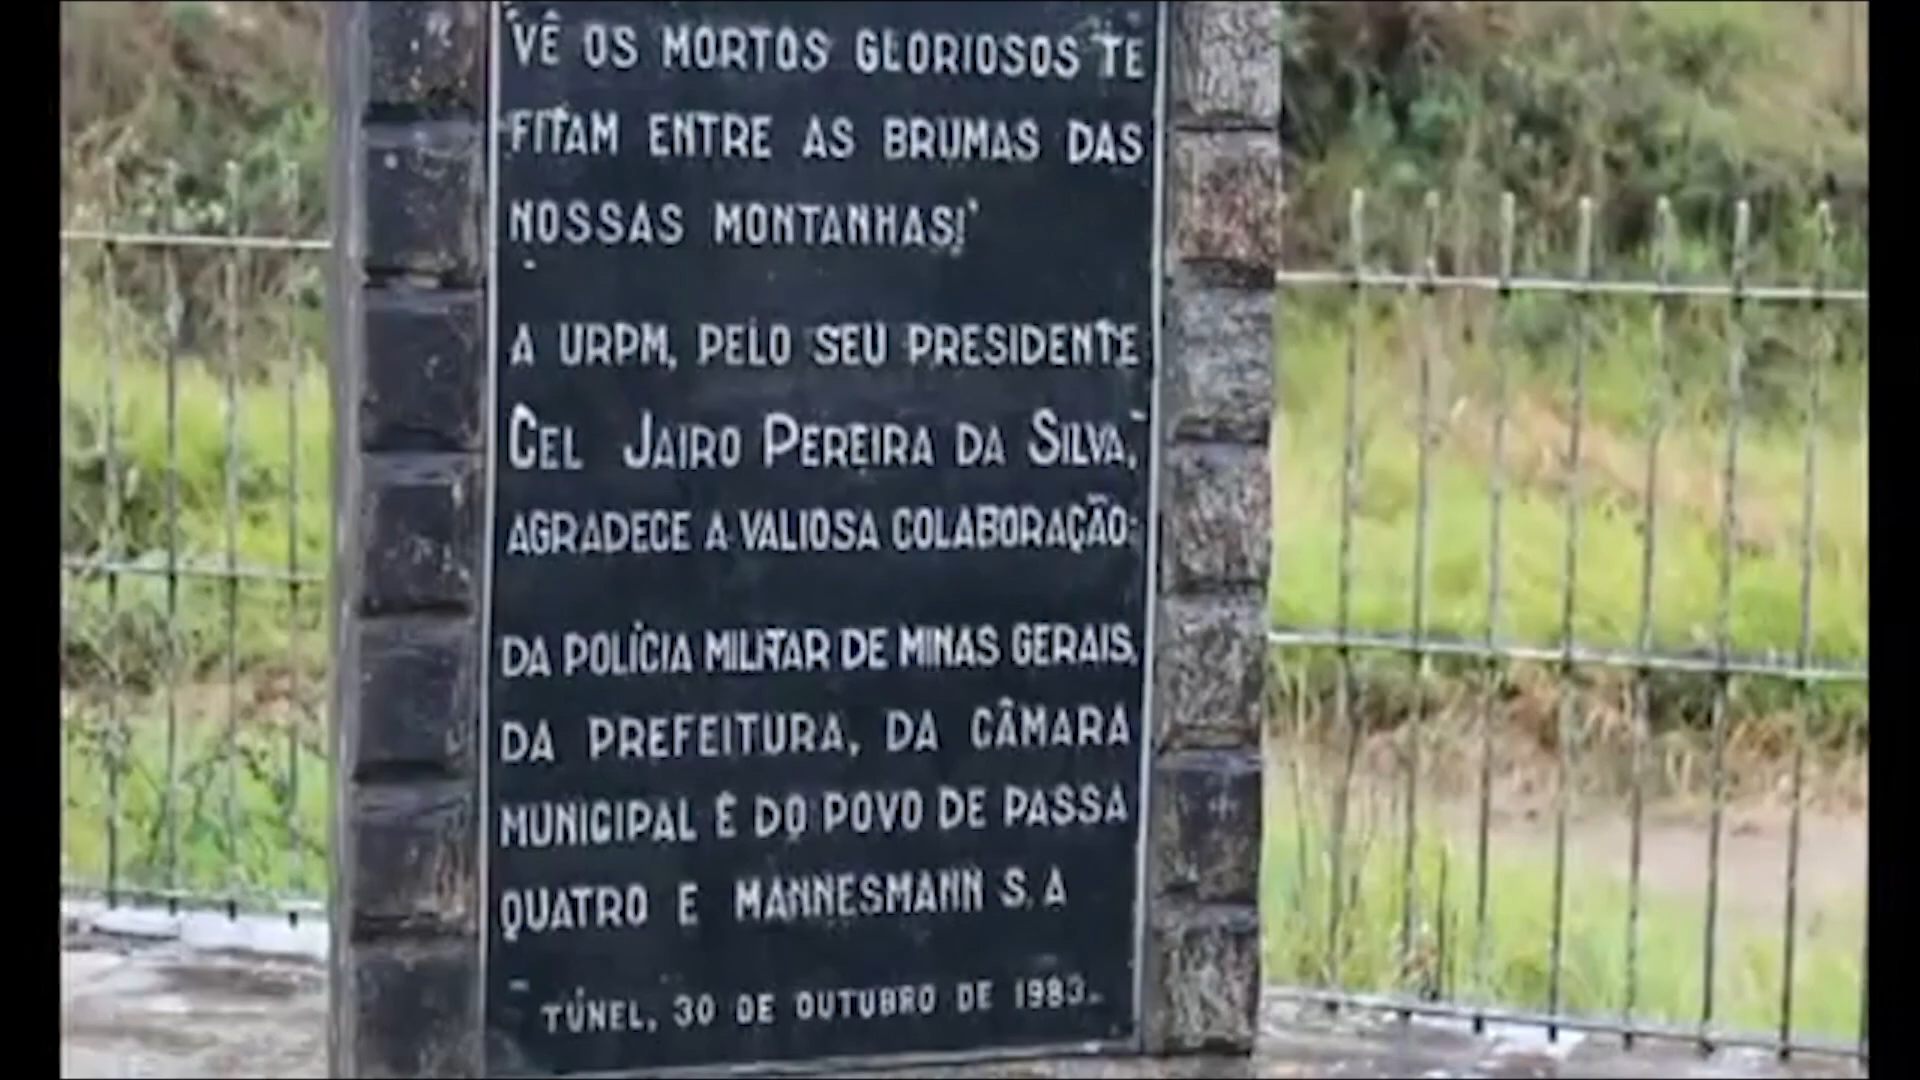 "VÊ OS MORTOS GLORIOSOS TE
FITAM ENTRE AS BRUMAS DAS
NOSSAS MONTANHAS!"
A URPM, PELO SEU PRESIDENTE
CEL JAIRO PEREIRA DA SILVA,
AGRADECE A VALIOSA COLABORAÇÃO:
DA POLÍCIA MILITAR DE MINAS GERAIS,
DA PREFEITURA, DA CÂMARA
MUNICIPAL E DO POVO DE PASSA
QUATRO E MANNESMANN S.A
TÚNEL, 30 DE OUTUBRO DE 1983.